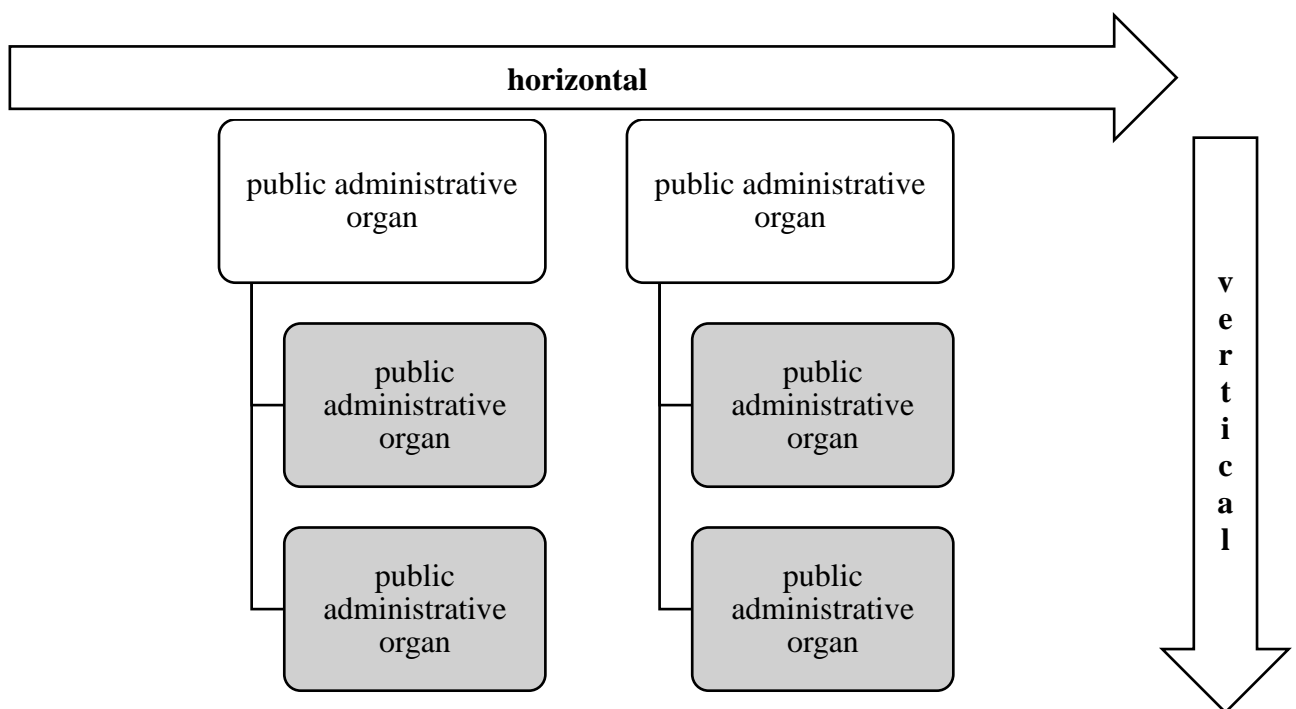 horizontal
public administrative
organ
public administrative
organ
vertical
public
administrative
organ
public
administrative
organ
public
administrative
organ
public
administrative
organ